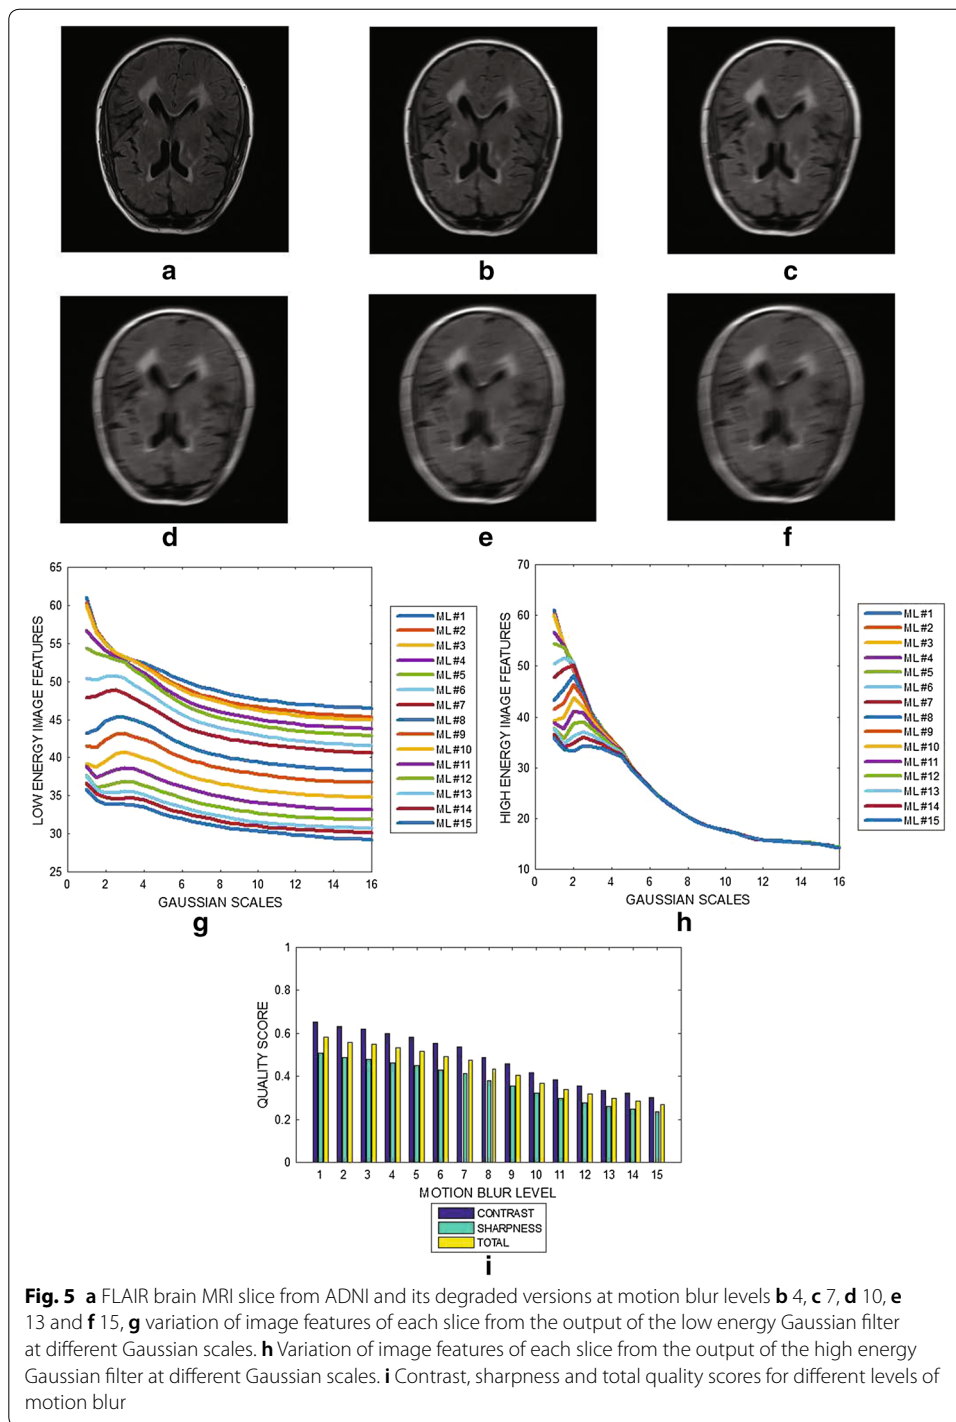 a
b
c
d
e
f
65
60
55
50
45
40
35
30
25
0 2 4 6 8 10 12 14 16
LOW ENERGY IMAGE FEATURES
GAUSSIAN SCALES
ML#1
ML#2
ML#3
ML#4
ML#5
ML#6
ML#7
ML#8
ML#9
ML#10
ML#11
ML#12
ML#13
ML#14
ML#15
g
70
60
50
40
30
20
10
0 2 4 6 8 10 12 14 16
HIGH ENERGY IMAGE FEATURES
GAUSSIAN SCALES
ML#1
ML#2
ML#3
ML#4
ML#5
ML#6
ML#7
ML#8
ML#9
ML#10
ML#11
ML#12
ML#13
ML#14
ML#15
h
1
0.8
0.6
0.4
0.2
0
QUALITY SCORE
1 2 3 4 5 6 7 8 9 10 11 12 13 14 15
MOTION BLUR LEVEL
CONTRAST
SHARPNESS
TOTAL
i
Fig. 5 a FLAIR brain MRI slice from ADNI and its degraded versions at motion blur levels b 4, c 7, d 10, e
13 and f 15, g variation of image features of each slice from the output of the low energy Gaussian filter
at different Gaussian scales. h Variation of image features of each slice from the output of the high energy
Gaussian filter at different Gaussian scales. i Contrast, sharpness and total quality scores for different levels of
motion blur